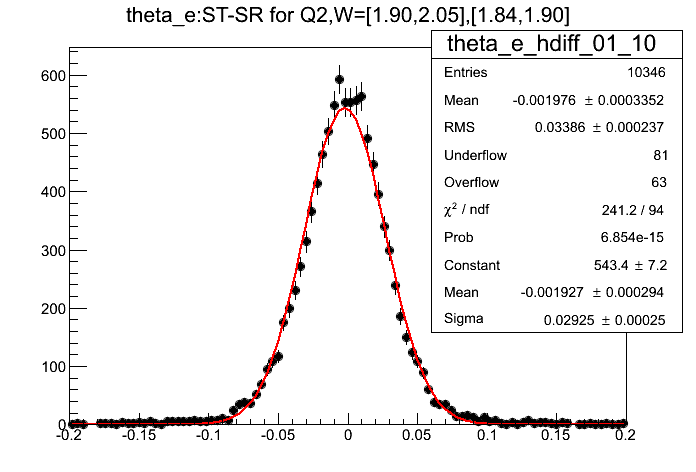 theta_e:ST-SR for Q2,W=[1.90,2.05],[1.84,1.90]
theta_e_hdiff_01_10
Entries 10346
Mean -0.001976 ± 0.0003352
RMS 0.03386 ± 0.000237
Underflow 81
Overflow 63
χ² / ndf 241.2 / 94
Prob 6.854e-15
Constant 543.4 ± 7.2
Mean -0.001927 ± 0.000294
Sigma 0.02925 ± 0.00025
600
500
400
300
200
100
0
-0.2 -0.15 -0.1 -0.05 0 0.05 0.1 0.15 0.2